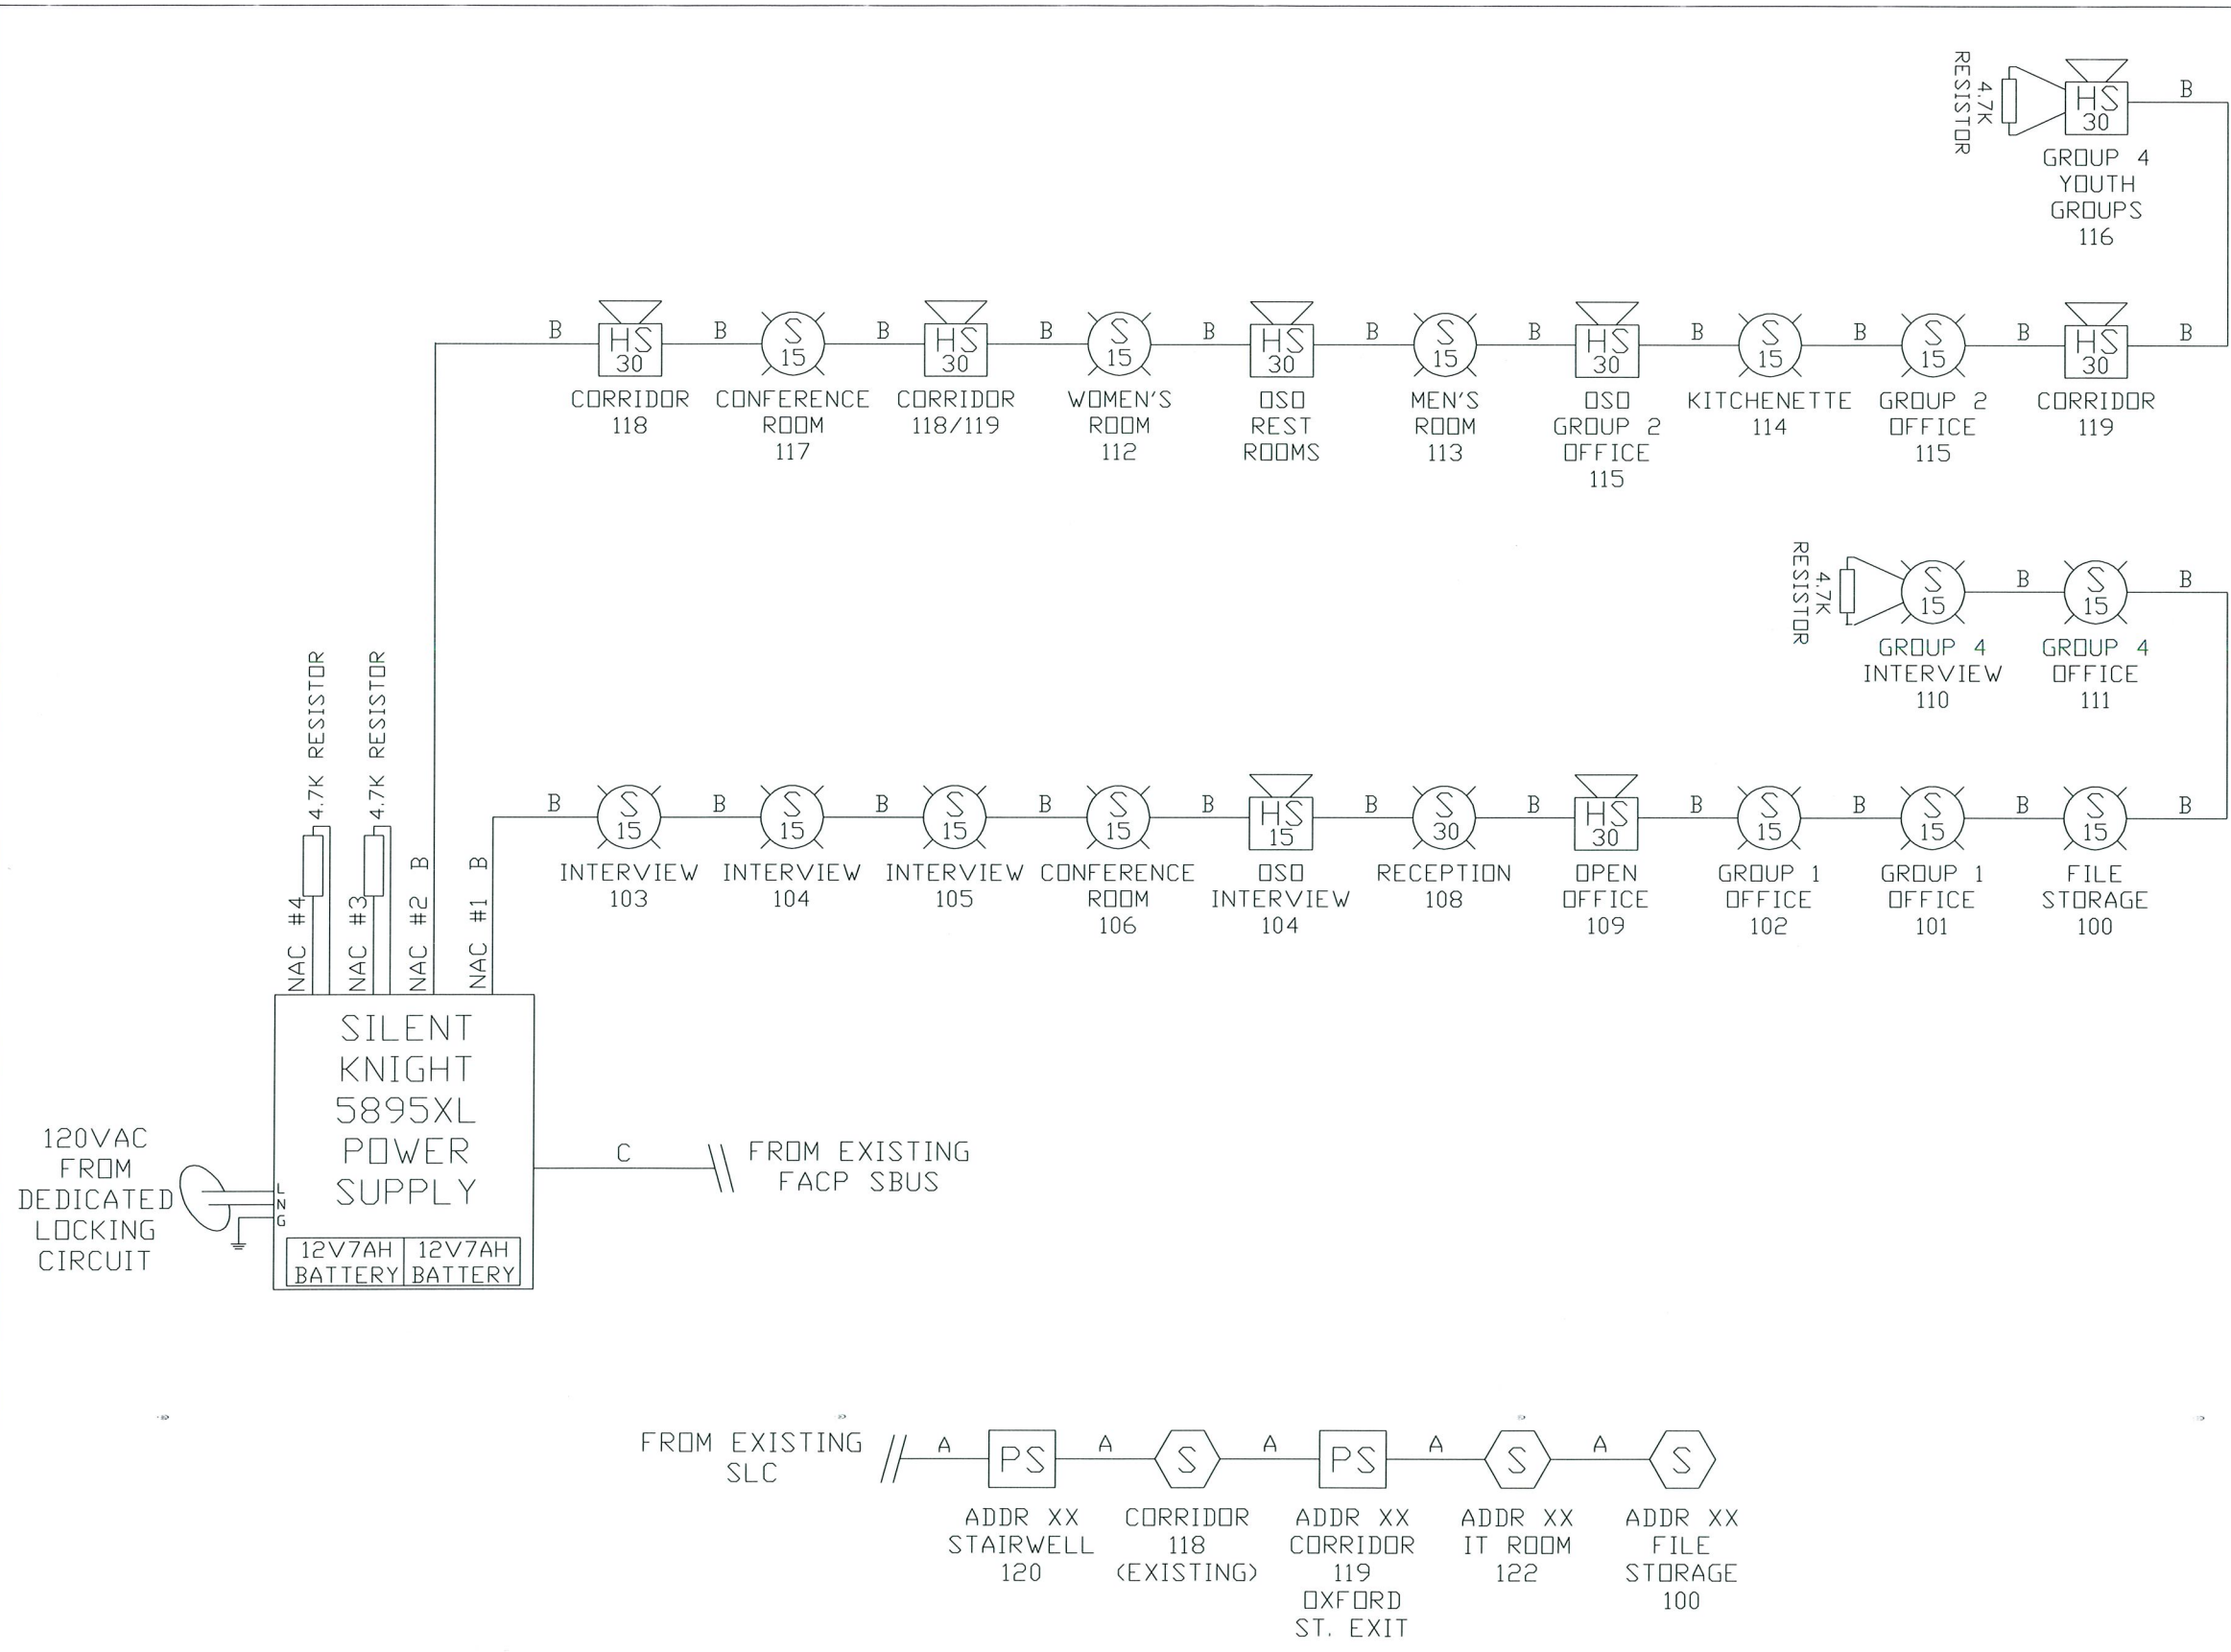 4.7K
RESISTOR
HS
30
B
GROUP 4
YOUTH
GROUPS
116
B
HS
30
CORRIDOR
118
B
S
15
CONFERENCE
ROOM
117
B
HS
30
CORRIDOR
118/119
B
S
15
WOMEN'S
ROOM
112
B
HS
30
OSO
REST
ROOMS
B
S
15
MEN'S
ROOM
113
B
HS
30
OSO
GROUP 2
OFFICE
115
B
S
15
KITCHENETTE
114
B
S
15
GROUP 2
OFFICE
115
B
HS
30
CORRIDOR
119
B
4.7K
RESISTOR
S
15
GROUP 4
INTERVIEW
110
B
S
15
GROUP 4
OFFICE
111
B
B
S
15
INTERVIEW
103
B
S
15
INTERVIEW
104
B
S
15
INTERVIEW
105
B
S
15
CONFERENCE
ROOM
106
B
HS
15
OSO
INTERVIEW
104
B
S
30
RECEPTION
108
B
HS
30
OPEN
OFFICE
109
B
S
15
GROUP 1
OFFICE
102
B
S
15
GROUP 1
OFFICE
101
B
S
15
FILE
STORAGE
100
B
4.7K RESISTOR
4.7K RESISTOR
NAC #4
NAC #3
NAC #2 B
NAC #1 B
SILENT
KNIGHT
5895XL
POWER
SUPPLY
L
N
G
12V7AH
BATTERY
12V7AH
BATTERY
120VAC
FROM
DEDICATED
LOCKING
CIRCUIT
C
FROM EXISTING
FACP SBUS
FROM EXISTING
SLC
A
PS
ADDR XX
STAIRWELL
120
A
S
CORRIDOR
118
(EXISTING)
A
PS
ADDR XX
CORRIDOR
119
OXFORD
ST. EXIT
A
S
ADDR XX
IT ROOM
122
A
S
ADDR XX
FILE
STORAGE
100